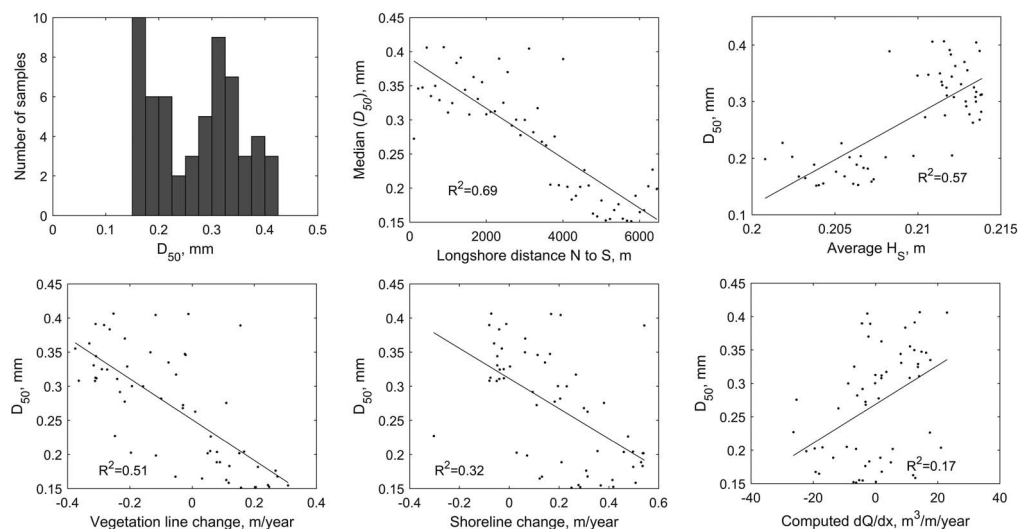 10
8
6
4
2
0
Number of samples
0 0.1 0.2 0.3 0.4 0.5
D50, mm
0.45
0.4
0.35
0.3
0.25
0.2
0.15
Median (D50), mm
R²=0.69
0 2000 4000 6000
Longshore distance N to S, m
0.4
0.3
0.2
0.1
D50, mm
R²=0.57
0.2 0.205 0.21 0.215
Average HS, m
0.45
0.4
0.35
0.3
0.25
0.2
0.15
D50, mm
R²=0.51
-0.4 -0.2 0 0.2 0.4
Vegetation line change, m/year
0.45
0.4
0.35
0.3
0.25
0.2
0.15
D50, mm
R²=0.32
-0.4 -0.2 0 0.2 0.4 0.6
Shoreline change, m/year
0.45
0.4
0.35
0.3
0.25
0.2
0.15
D50, mm
R²=0.17
-40 -20 0 20 40
Computed dQ/dx, m³/m/year